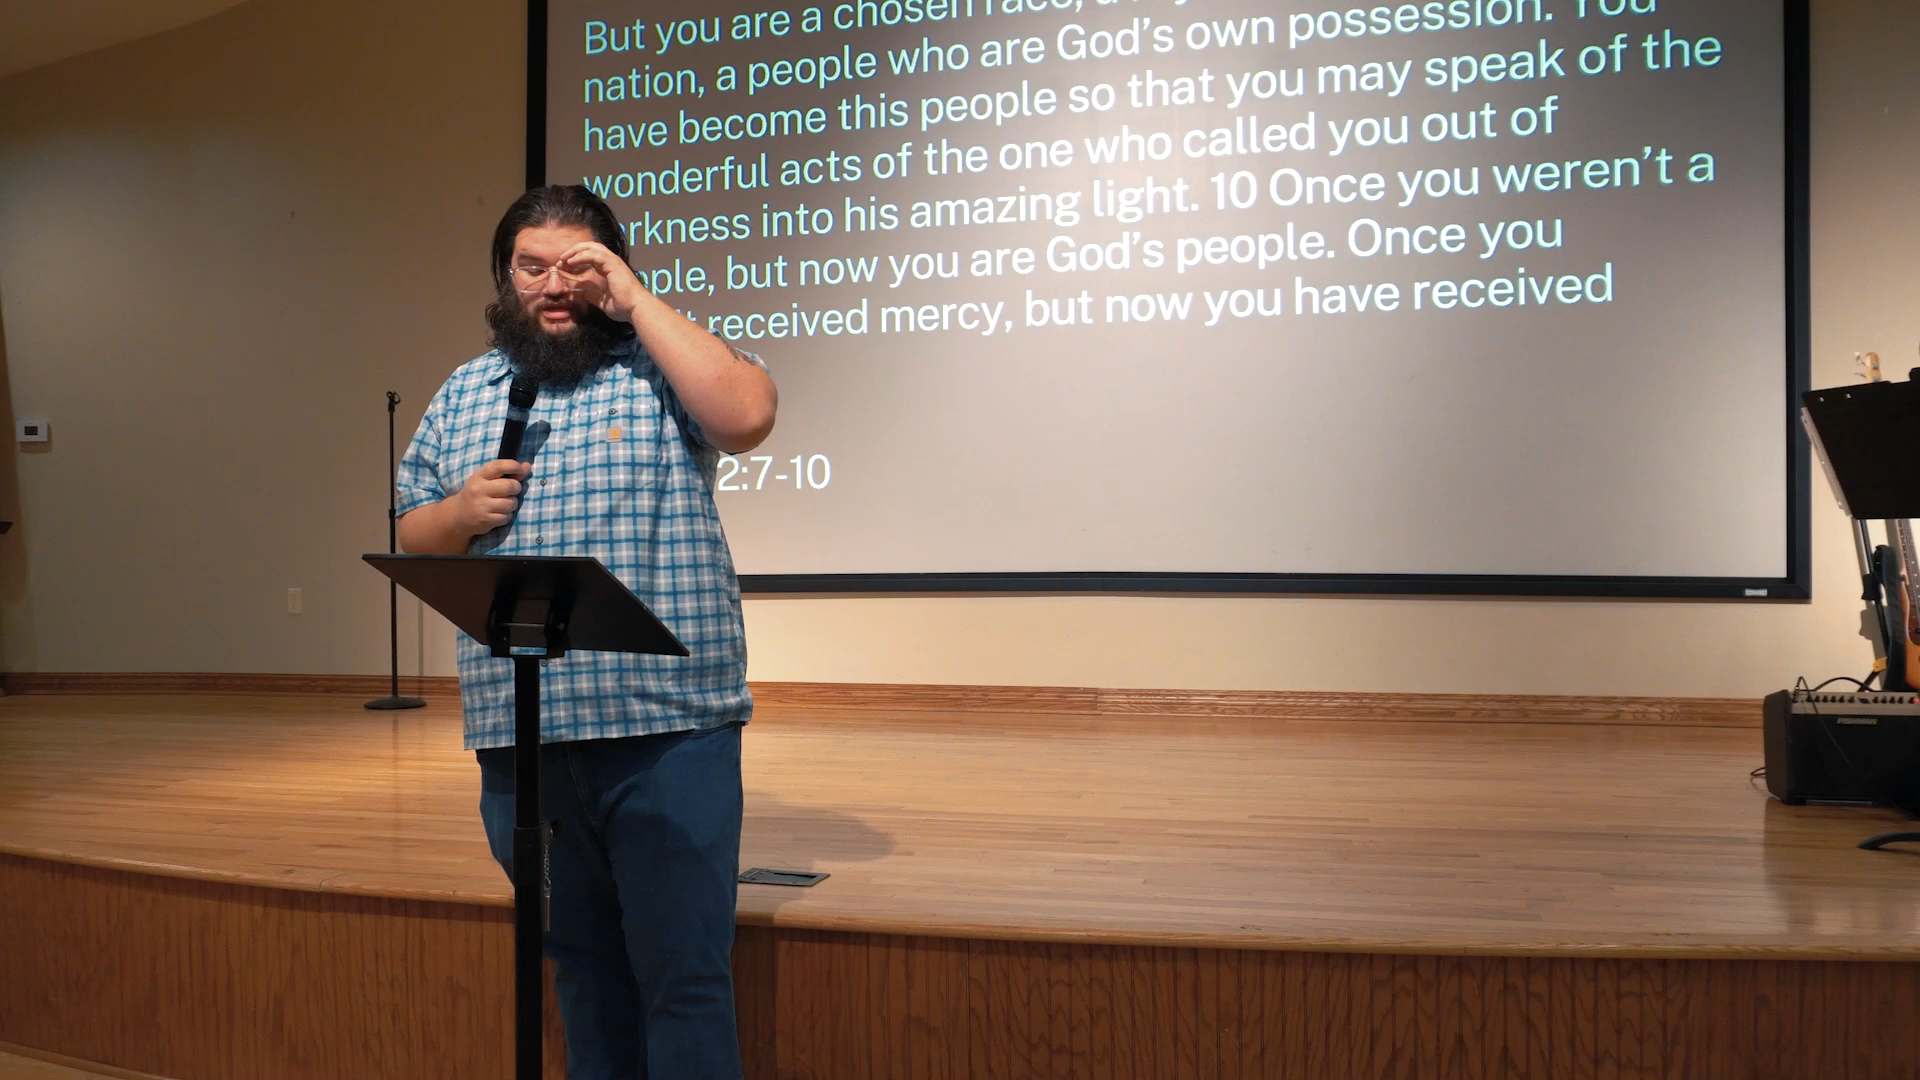 But you are a chosen race, a
nation, a people who are God's own possession. You
have become this people so that you may speak of the
wonderful acts of the one who called you out of
rkness into his amazing light. 10 Once you weren't a
ple, but now you are God's people. Once you
received mercy, but now you have received
2:7-10
FISHMAN